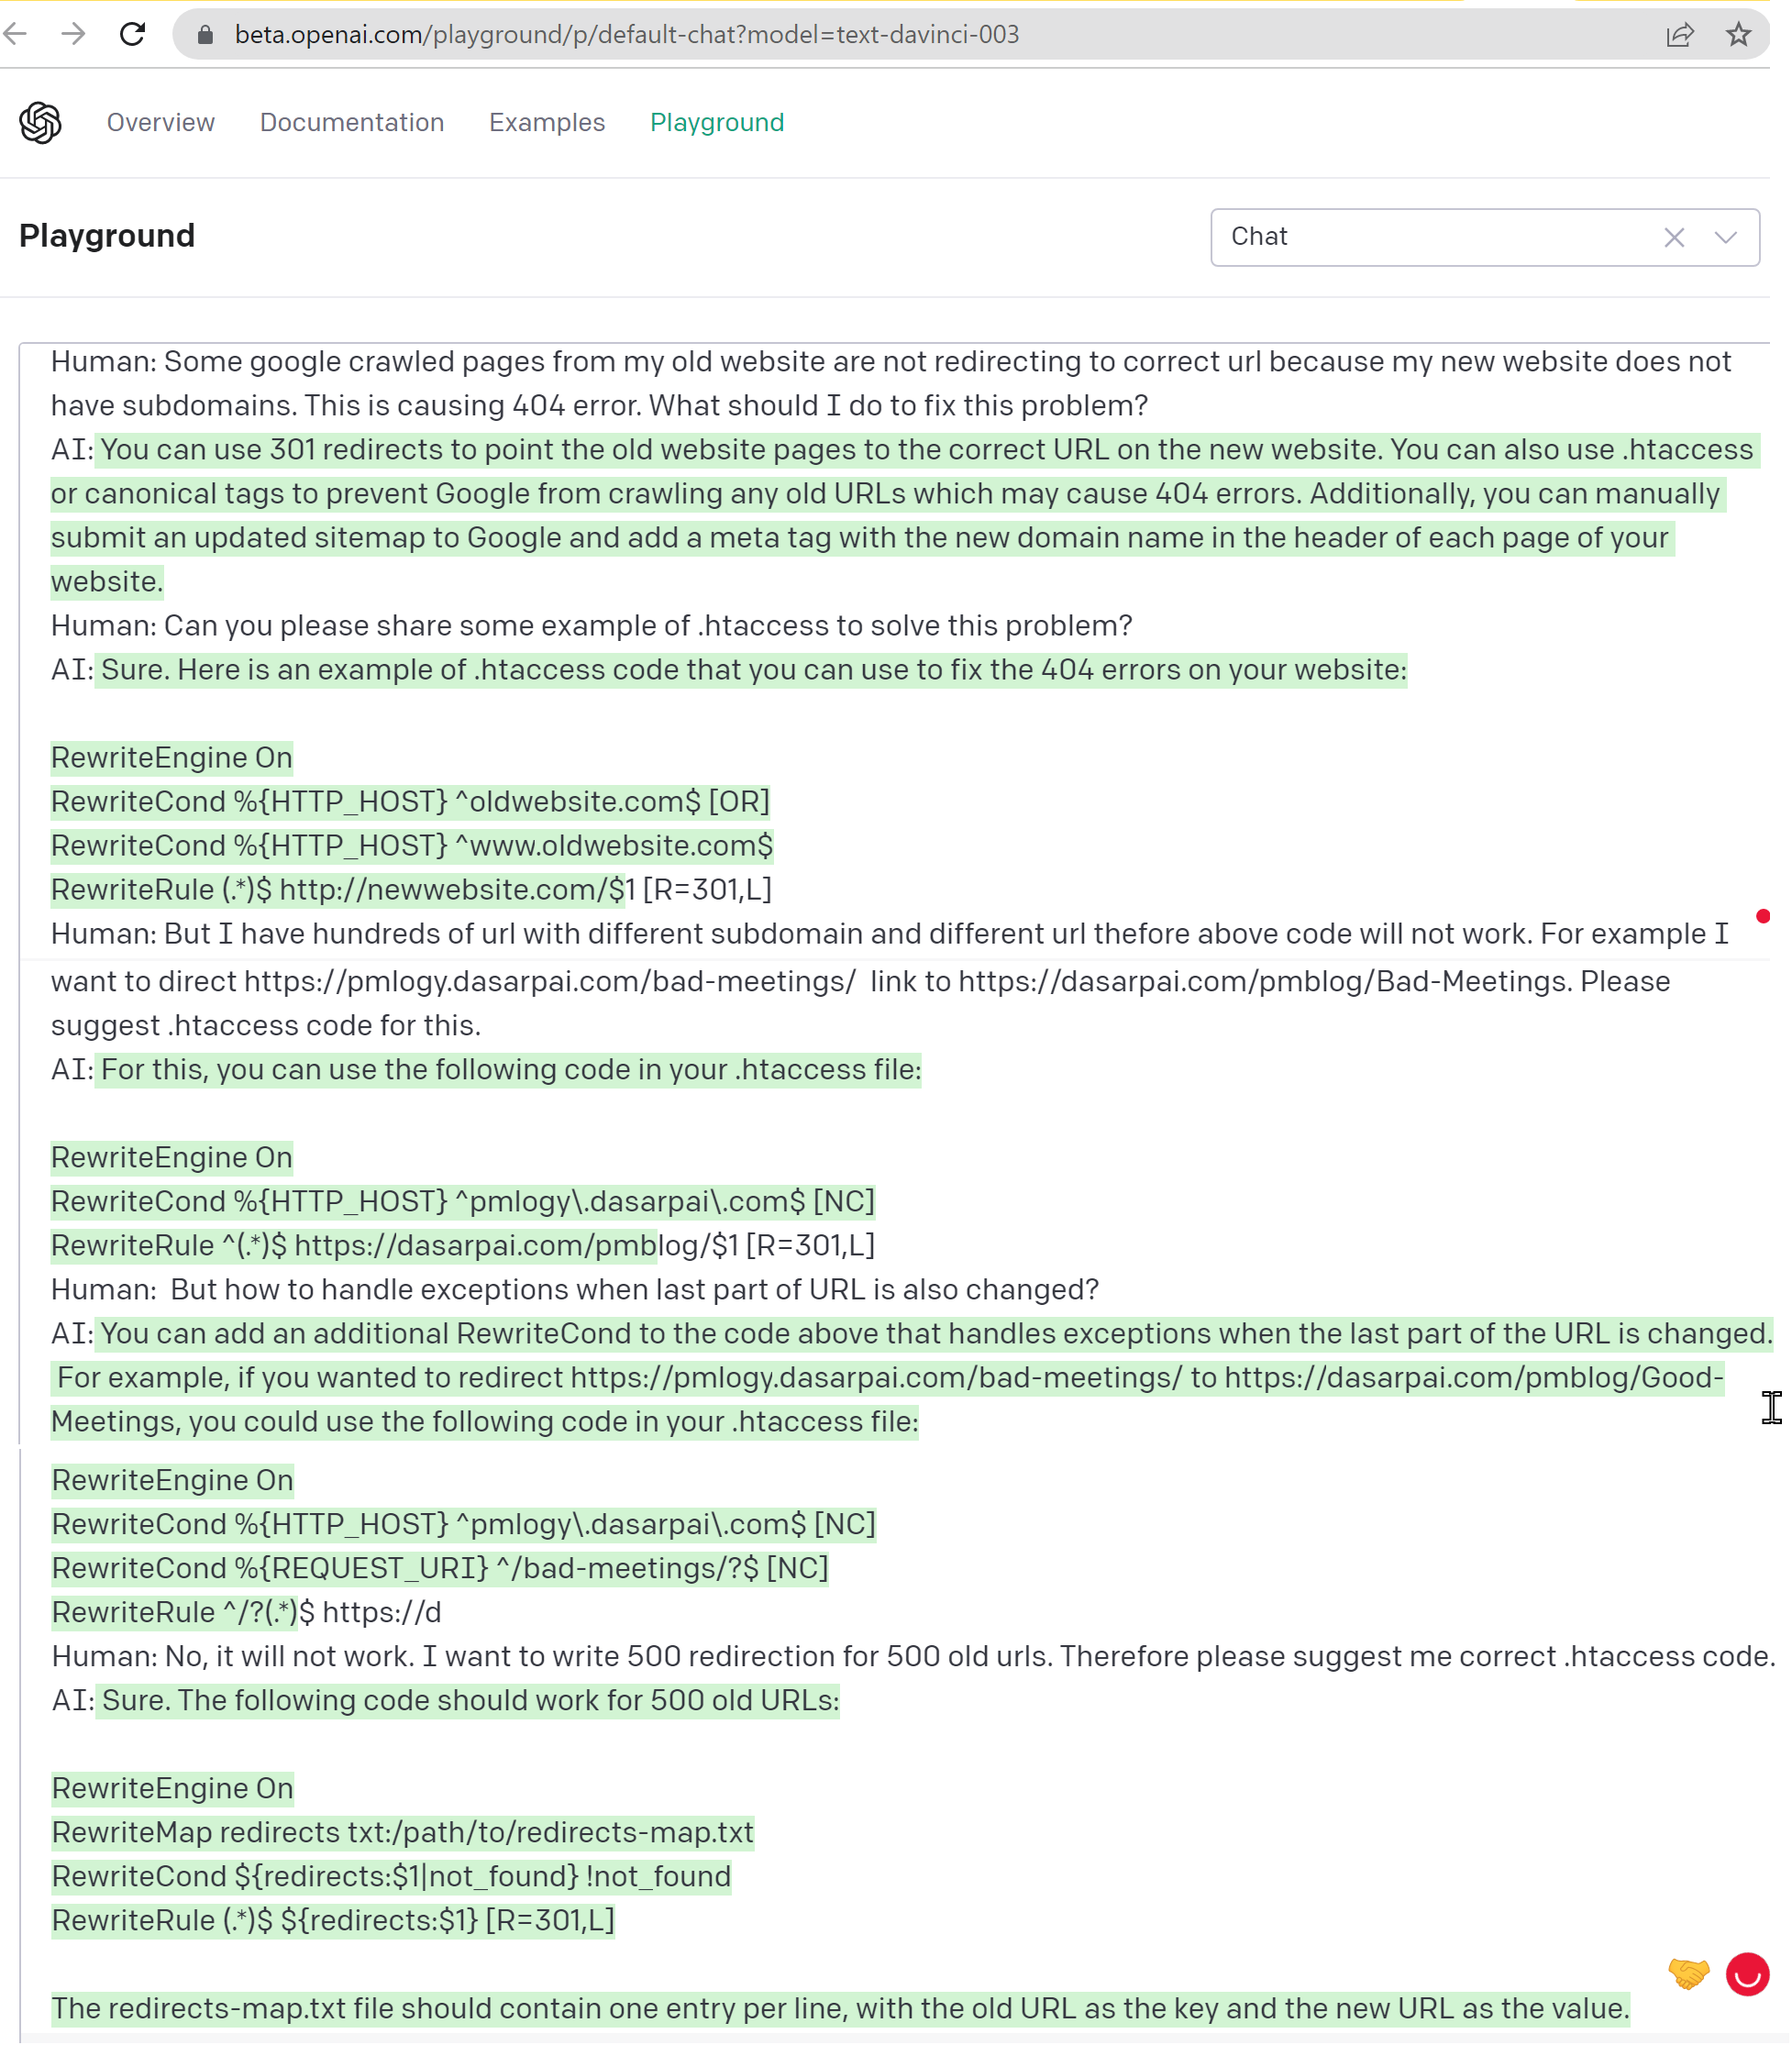 beta.openai.com/playground/p/default-chat?model=text-davinci-003
Overview Documentation Examples Playground
Playground
Chat
Human: Some google crawled pages from my old website are not redirecting to correct url because my new website does not
have subdomains. This is causing 404 error. What should I do to fix this problem?
AI: You can use 301 redirects to point the old website pages to the correct URL on the new website. You can also use .htaccess
or canonical tags to prevent Google from crawling any old URLs which may cause 404 errors. Additionally, you can manually
submit an updated sitemap to Google and add a meta tag with the new domain name in the header of each page of your
website.
Human: Can you please share some example of .htaccess to solve this problem?
AI: Sure. Here is an example of .htaccess code that you can use to fix the 404 errors on your website:
RewriteEngine On
RewriteCond %{HTTP_HOST} ^oldwebsite.com$ [OR]
RewriteCond %{HTTP_HOST} ^www.oldwebsite.com$
RewriteRule (.*)$ http://newwebsite.com/$1 [R=301,L]
Human: But I have hundreds of url with different subdomain and different url thefore above code will not work. For example I
want to direct https://pmlogy.dasarpai.com/bad-meetings/  link to https://dasarpai.com/pmblog/Bad-Meetings. Please
suggest .htaccess code for this.
AI: For this, you can use the following code in your .htaccess file:
RewriteEngine On
RewriteCond %{HTTP_HOST} ^pmlogy\.dasarpai\.com$ [NC]
RewriteRule ^(.*)$ https://dasarpai.com/pmblog/$1 [R=301,L]
Human:  But how to handle exceptions when last part of URL is also changed?
AI: You can add an additional RewriteCond to the code above that handles exceptions when the last part of the URL is changed.
For example, if you wanted to redirect https://pmlogy.dasarpai.com/bad-meetings/ to https://dasarpai.com/pmblog/Good-
Meetings, you could use the following code in your .htaccess file:
RewriteEngine On
RewriteCond %{HTTP_HOST} ^pmlogy\.dasarpai\.com$ [NC]
RewriteCond %{REQUEST_URI} ^/bad-meetings/?$ [NC]
RewriteRule ^/?(.*)$ https://d
Human: No, it will not work. I want to write 500 redirection for 500 old urls. Therefore please suggest me correct .htaccess code.
AI: Sure. The following code should work for 500 old URLs:
RewriteEngine On
RewriteMap redirects txt:/path/to/redirects-map.txt
RewriteCond ${redirects:$1|not_found} !not_found
RewriteRule (.*)$ ${redirects:$1} [R=301,L]
The redirects-map.txt file should contain one entry per line, with the old URL as the key and the new URL as the value.